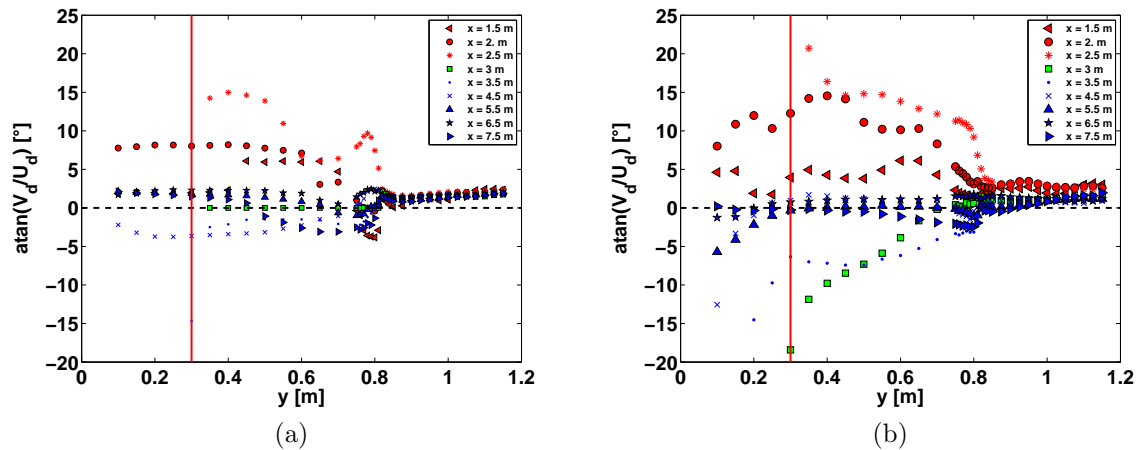 25
20
15
10
5
0
−5
−10
−15
−20
0
0.2
0.4
0.6
0.8
1.0
1.2
atan(V_d/U_d) [°]
y [m]
x = 1.5 m
x = 2. m
x = 2.5 m
x = 3 m
x = 3.5 m
x = 4.5 m
x = 5.5 m
x = 6.5 m
x = 7.5 m
(a)
25
20
15
10
5
0
−5
−10
−15
−20
0
0.2
0.4
0.6
0.8
1.0
1.2
atan(V_d/U_d) [°]
y [m]
x = 1.5 m
x = 2. m
x = 2.5 m
x = 3 m
x = 3.5 m
x = 4.5 m
x = 5.5 m
x = 6.5 m
x = 7.5 m
(b)